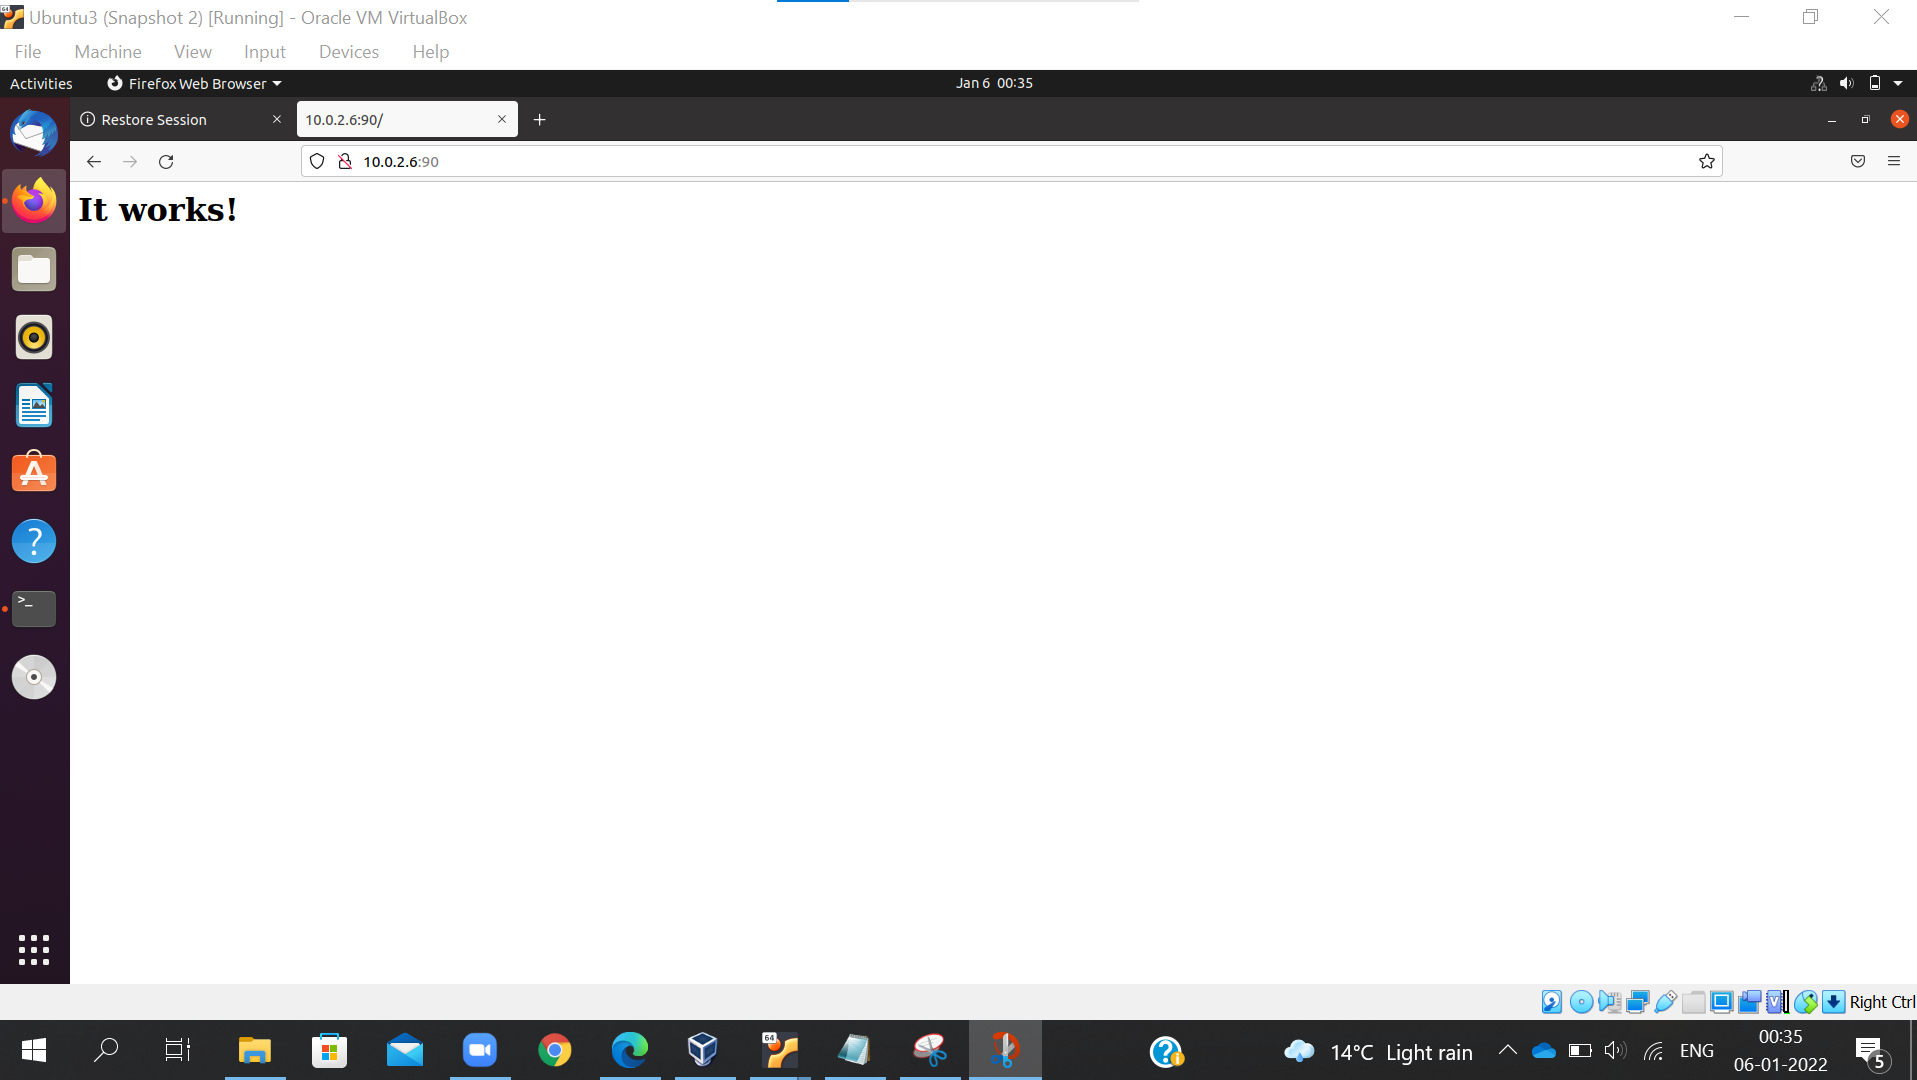 Ubuntu3 (Snapshot 2) [Running] - Oracle VM VirtualBox
File Machine View Input Devices Help
Activities Firefox Web Browser Jan 6 00:35
Restore Session 10.0.2.6:90/
10.0.2.6:90
It works!
Right Ctrl
64
14°C Light rain ENG 00:35
06-01-2022
5